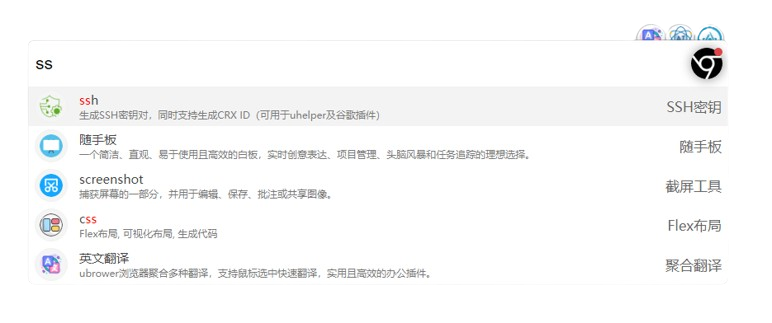 ss
ssh
生成SSH密钥对，同时支持生成CRX ID（可用于uhelper及谷歌插件） SSH密钥
随手板
一个简洁、直观、易于使用且高效的白板，实时创意表达、项目管理、头脑风暴和任务追踪的理想选择。 随手板
screenshot
捕获屏幕的一部分，并用于编辑、保存、批注或共享图像。 截屏工具
css
Flex布局, 可视化布局, 生成代码 Flex布局
英文翻译
ubrower浏览器聚合多种翻译，支持鼠标选中快速翻译，实用且高效的办公插件。 聚合翻译